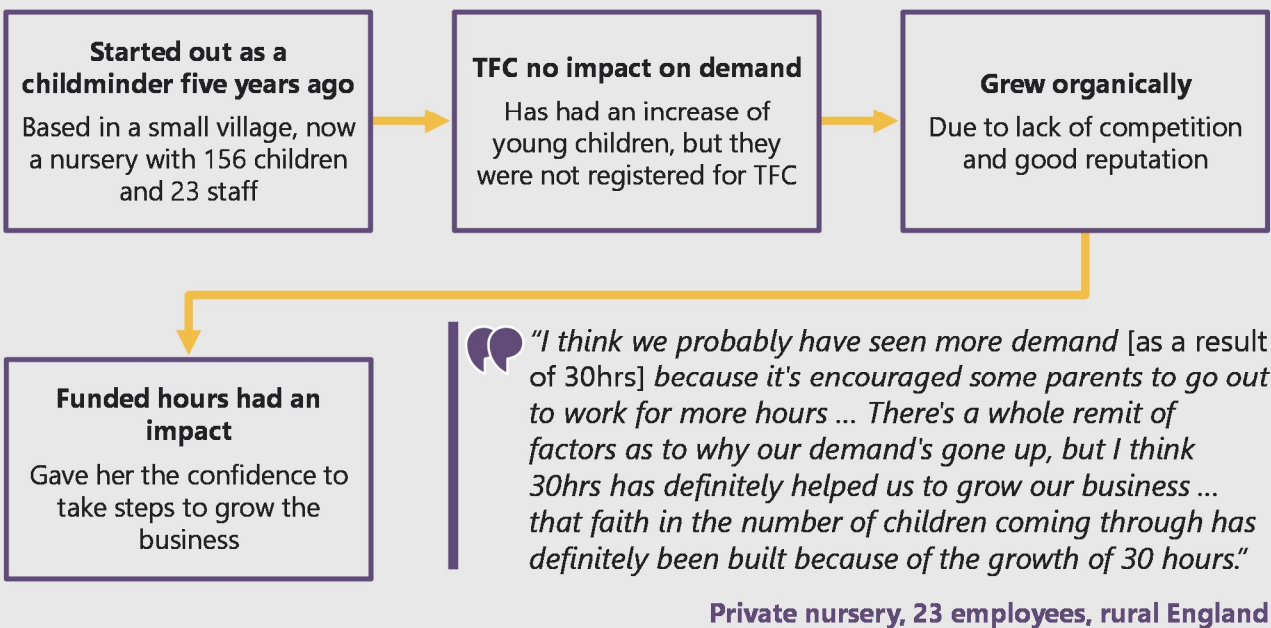 Started out as a
childminder five years ago
Based in a small village, now
a nursery with 156 children
and 23 staff
TFC no impact on demand
Has had an increase of
young children, but they
were not registered for TFC
Grew organically
Due to lack of competition
and good reputation
Funded hours had an
impact
Gave her the confidence to
take steps to grow the
business
"I think we probably have seen more demand [as a result
of 30hrs] because it's encouraged some parents to go out
to work for more hours ... There's a whole remit of
factors as to why our demand's gone up, but I think
30hrs has definitely helped us to grow our business ...
that faith in the number of children coming through has
definitely been built because of the growth of 30 hours."
Private nursery, 23 employees, rural England